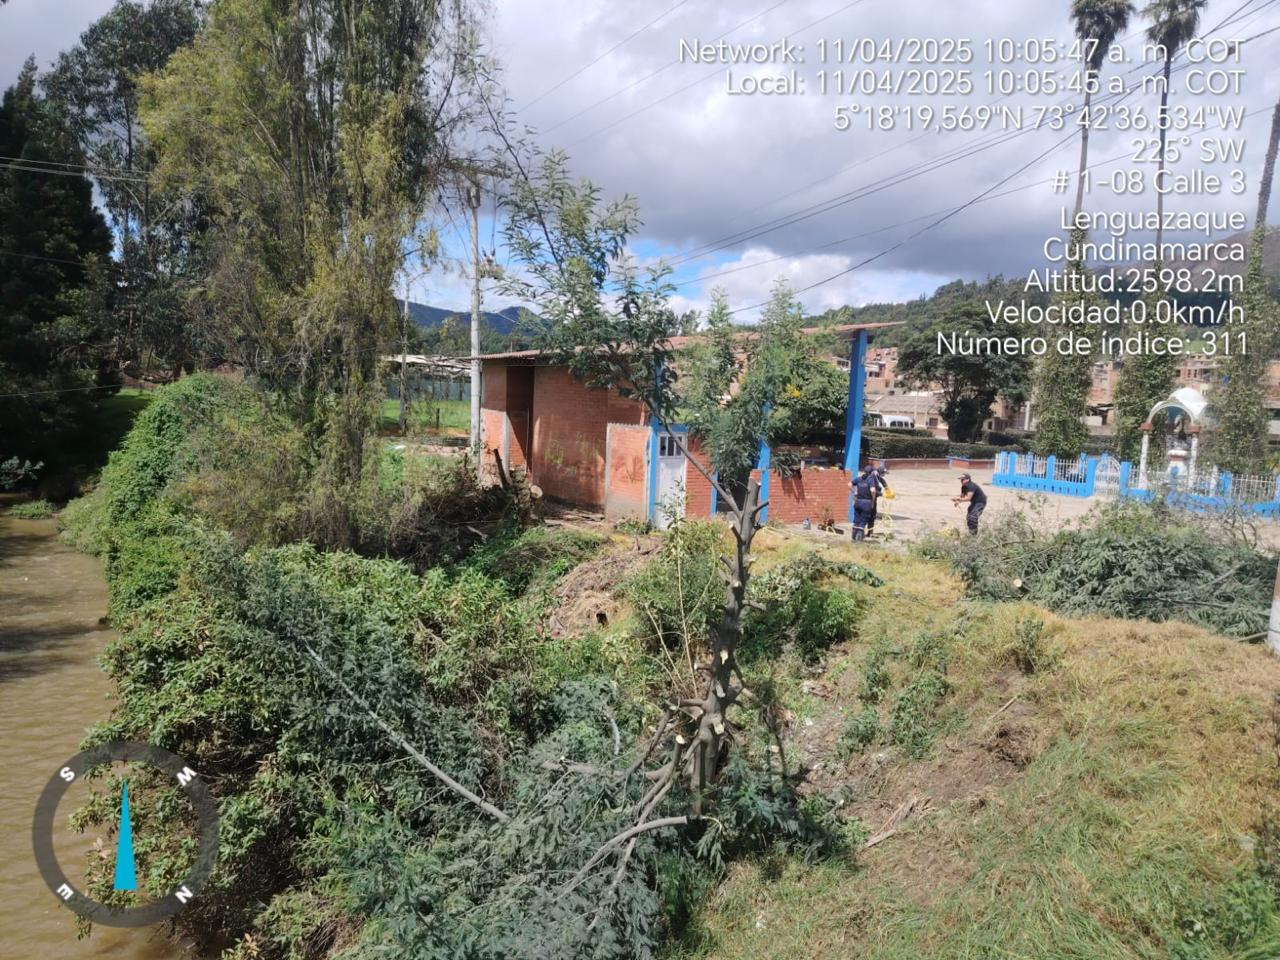 Network: 11/04/2025 10:05:47 a. m. COT
Local: 11/04/2025 10:05:45 a. m. COT
5°18'19,569"N 73°42'36,534"W
225° SW
# 1-08 Calle 3
Lenguazaque
Cundinamarca
Altitud:2598.2m
Velocidad:0.0km/h
Número de índice: 311
S W
E N